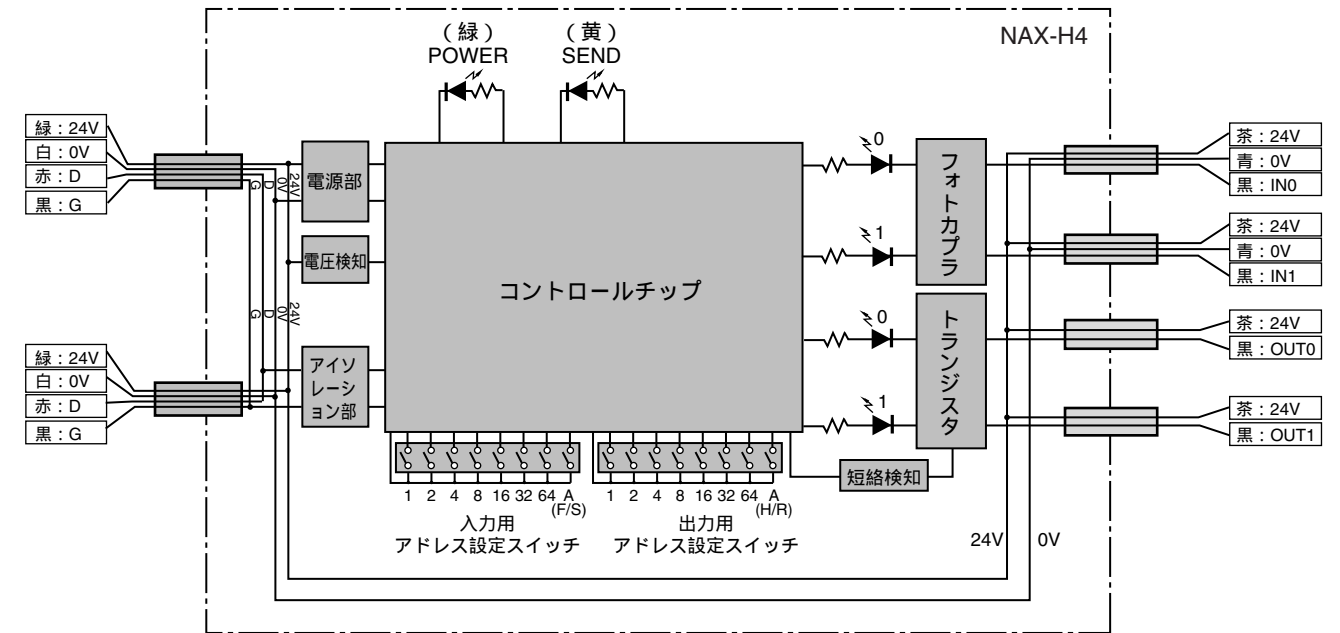 NAX-H4
(緑)
POWER
(黄)
SEND
緑：24V
白：0V
赤：D
黒：G
24V
0V
D
G
電源部
電圧検知
24V
0V
D
G
緑：24V
白：0V
赤：D
黒：G
アイソ
レーシ
ョン部
コントロールチップ
0
1
0
1
フォトカプラ
トランジスタ
短絡検知
茶：24V
青：0V
黒：IN0
茶：24V
青：0V
黒：IN1
茶：24V
黒：OUT0
茶：24V
黒：OUT1
1 2 4 8 16 32 64 A
(F/S)
入力用
アドレス設定スイッチ
1 2 4 8 16 32 64 A
(H/R)
出力用
アドレス設定スイッチ
24V
0V